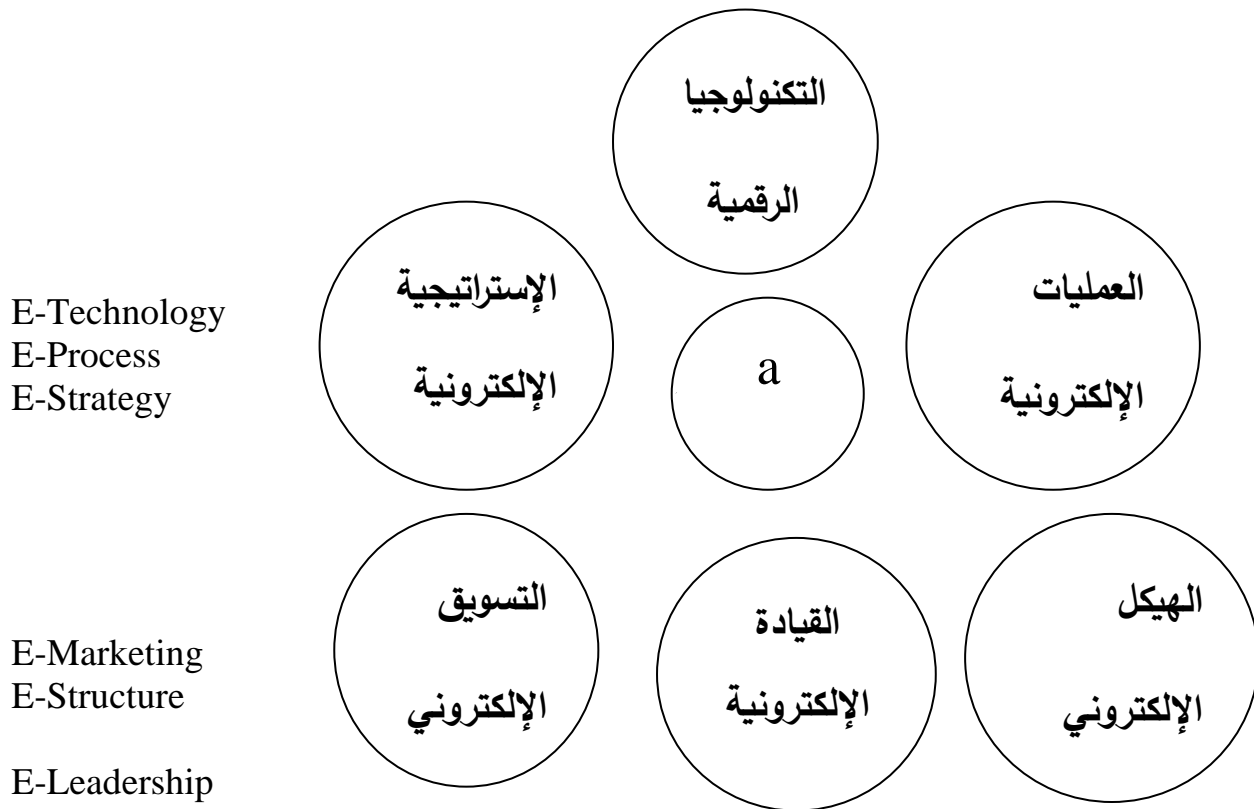 التكنولوجيا
الرقمية
الإستراتيجية
الإلكترونية
العمليات
الإلكترونية
a
E-Technology
E-Process
E-Strategy
التسويق
الإلكتروني
القيادة
الإلكترونية
الهيكل
الإلكتروني
E-Marketing
E-Structure
E-Leadership